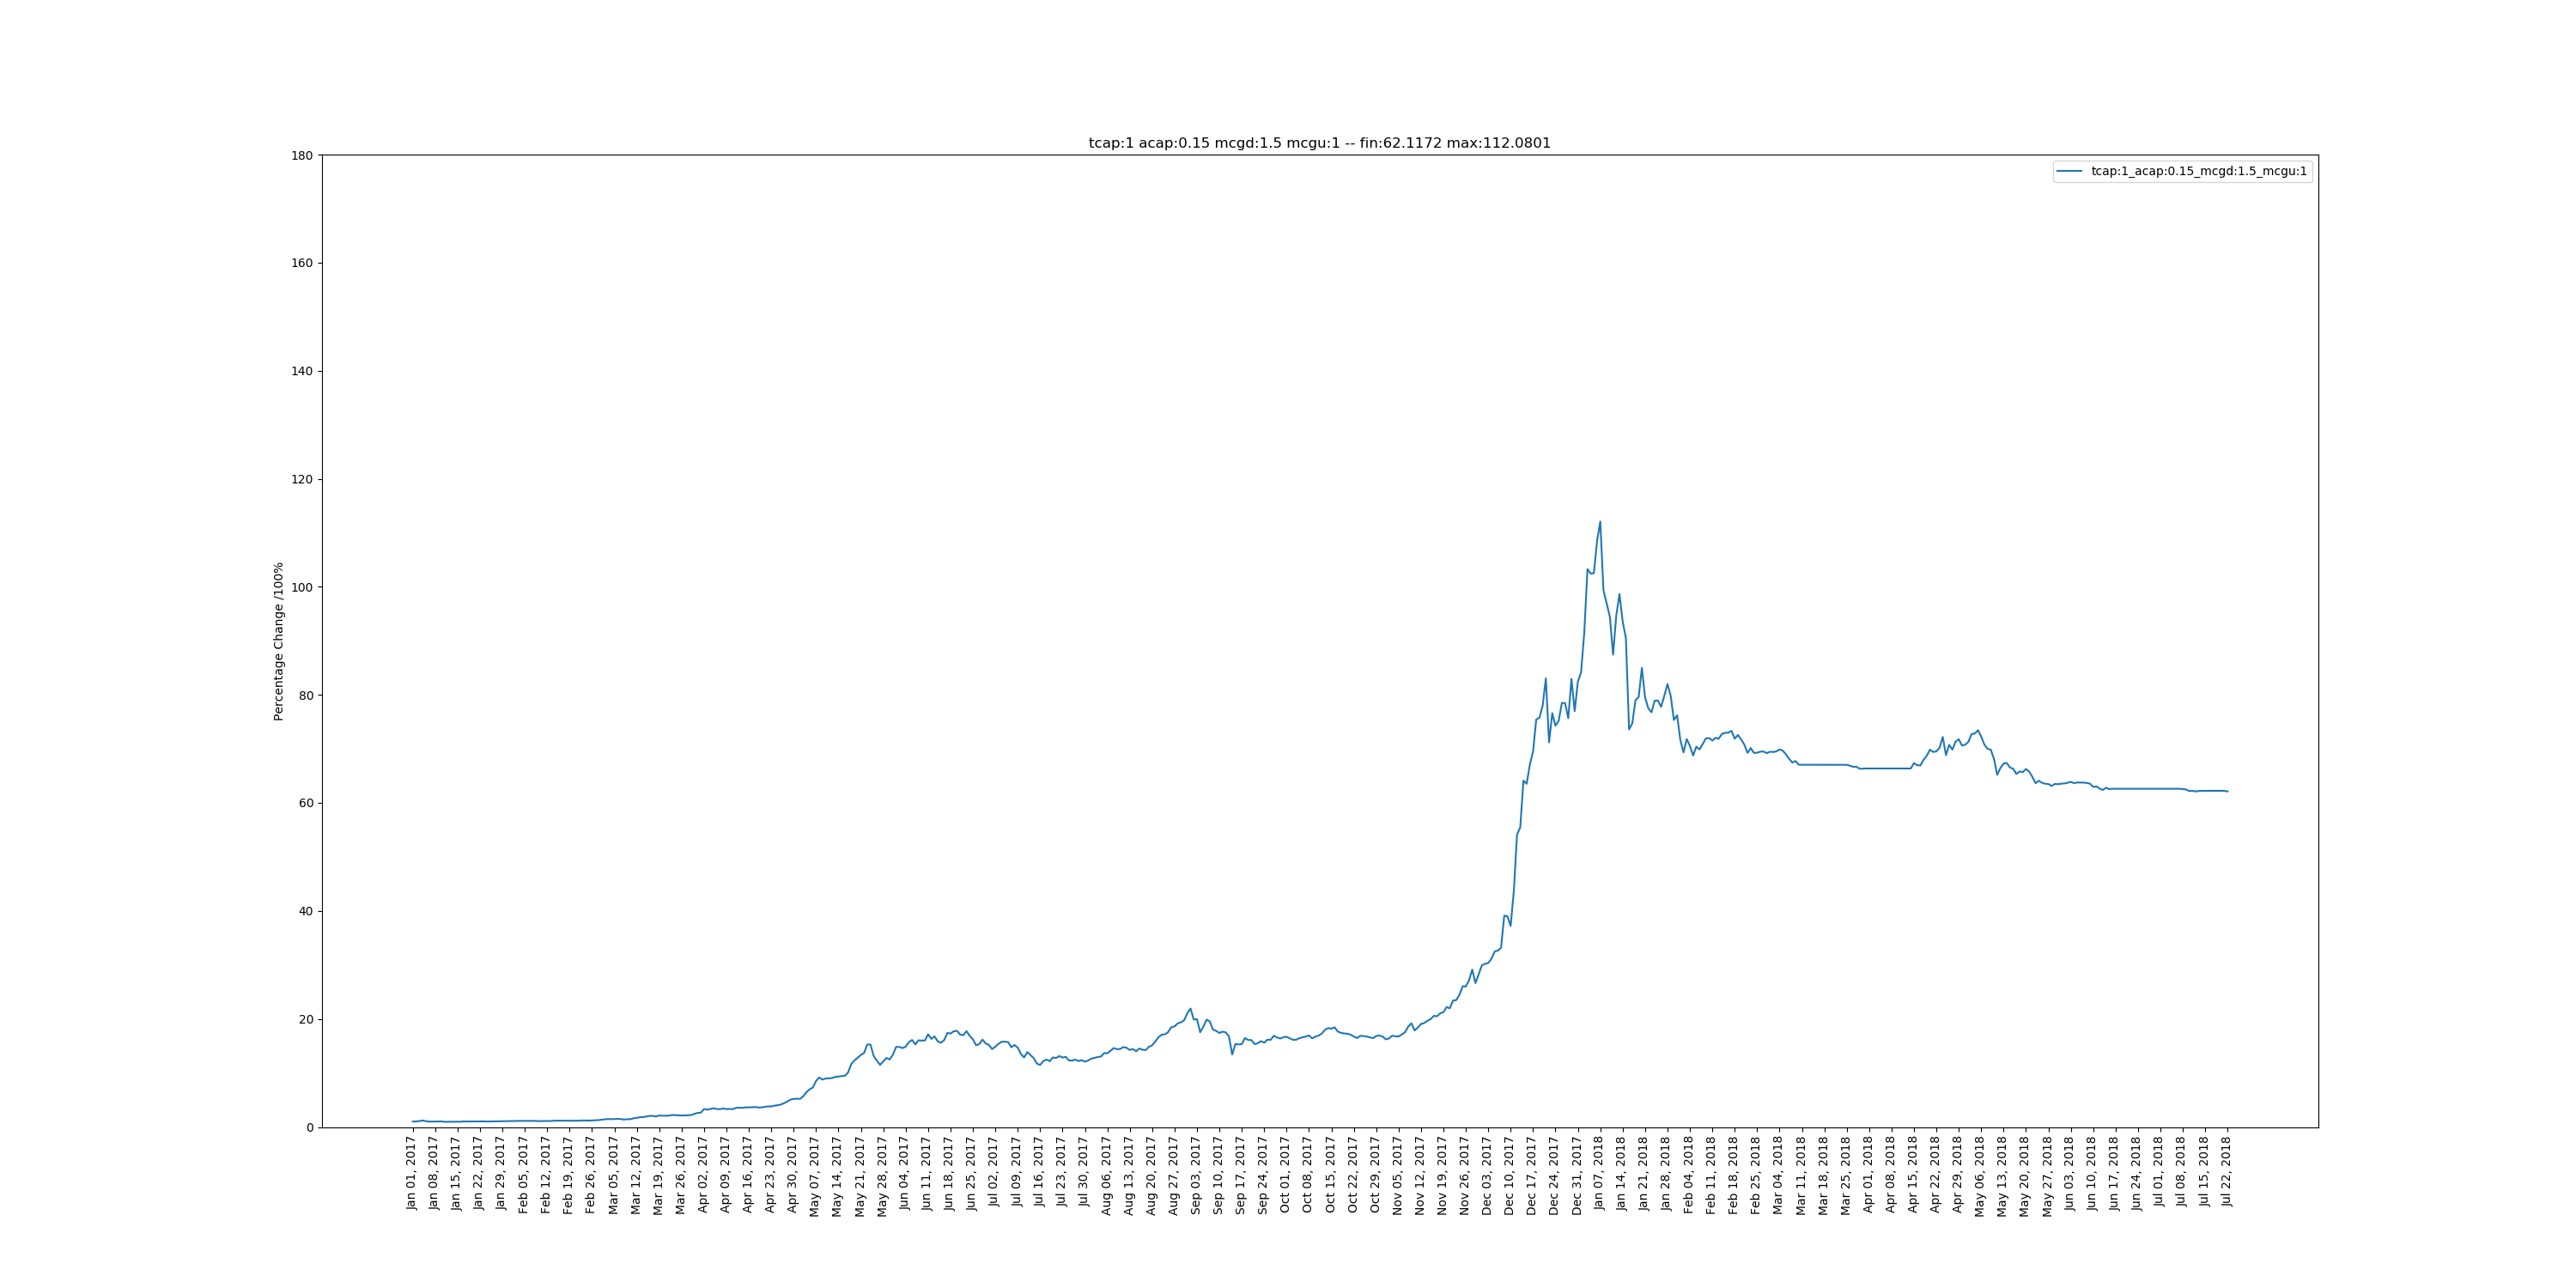 tcap:1 acap:0.15 mcgd:1.5 mcgu:1 -- fin:62.1172 max:112.0801
tcap:1_acap:0.15_mcgd:1.5_mcgu:1
Percentage Change /100%
180
160
140
120
100
80
60
40
20
0
Jan 01, 2017
Jan 08, 2017
Jan 15, 2017
Jan 22, 2017
Jan 29, 2017
Feb 05, 2017
Feb 12, 2017
Feb 19, 2017
Feb 26, 2017
Mar 05, 2017
Mar 12, 2017
Mar 19, 2017
Mar 26, 2017
Apr 02, 2017
Apr 09, 2017
Apr 16, 2017
Apr 23, 2017
Apr 30, 2017
May 07, 2017
May 14, 2017
May 21, 2017
May 28, 2017
Jun 04, 2017
Jun 11, 2017
Jun 18, 2017
Jun 25, 2017
Jul 02, 2017
Jul 09, 2017
Jul 16, 2017
Jul 23, 2017
Jul 30, 2017
Aug 06, 2017
Aug 13, 2017
Aug 20, 2017
Aug 27, 2017
Sep 03, 2017
Sep 10, 2017
Sep 17, 2017
Sep 24, 2017
Oct 01, 2017
Oct 08, 2017
Oct 15, 2017
Oct 22, 2017
Oct 29, 2017
Nov 05, 2017
Nov 12, 2017
Nov 19, 2017
Nov 26, 2017
Dec 03, 2017
Dec 10, 2017
Dec 17, 2017
Dec 24, 2017
Dec 31, 2017
Jan 07, 2018
Jan 14, 2018
Jan 21, 2018
Jan 28, 2018
Feb 04, 2018
Feb 11, 2018
Feb 18, 2018
Feb 25, 2018
Mar 04, 2018
Mar 11, 2018
Mar 18, 2018
Mar 25, 2018
Apr 01, 2018
Apr 08, 2018
Apr 15, 2018
Apr 22, 2018
Apr 29, 2018
May 06, 2018
May 13, 2018
May 20, 2018
May 27, 2018
Jun 03, 2018
Jun 10, 2018
Jun 17, 2018
Jun 24, 2018
Jul 01, 2018
Jul 08, 2018
Jul 15, 2018
Jul 22, 2018